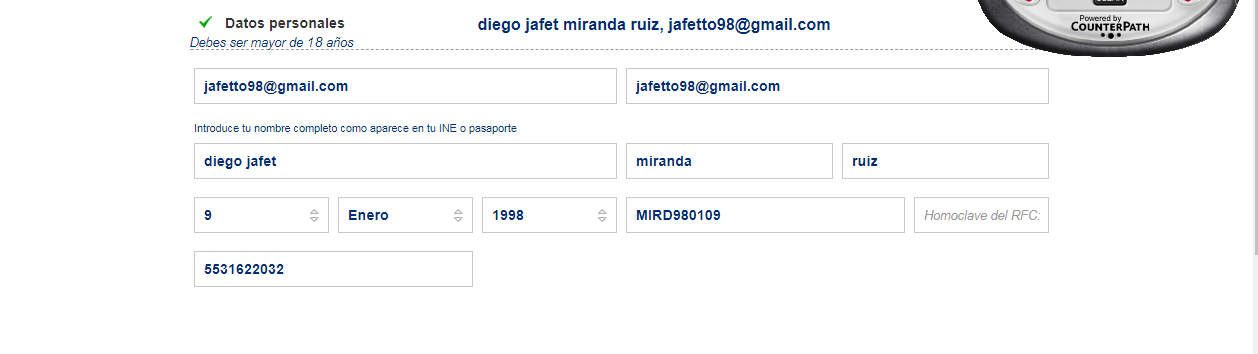 Datos personales
diego jafet miranda ruiz, jafetto98@gmail.com
Debes ser mayor de 18 años
Powered by
COUNTERPATH
jafetto98@gmail.com
jafetto98@gmail.com
Introduce tu nombre completo como aparece en tu INE o pasaporte
diego jafet
miranda
ruiz
9
Enero
1998
MIRD980109
Homoclave del RFC:
5531622032